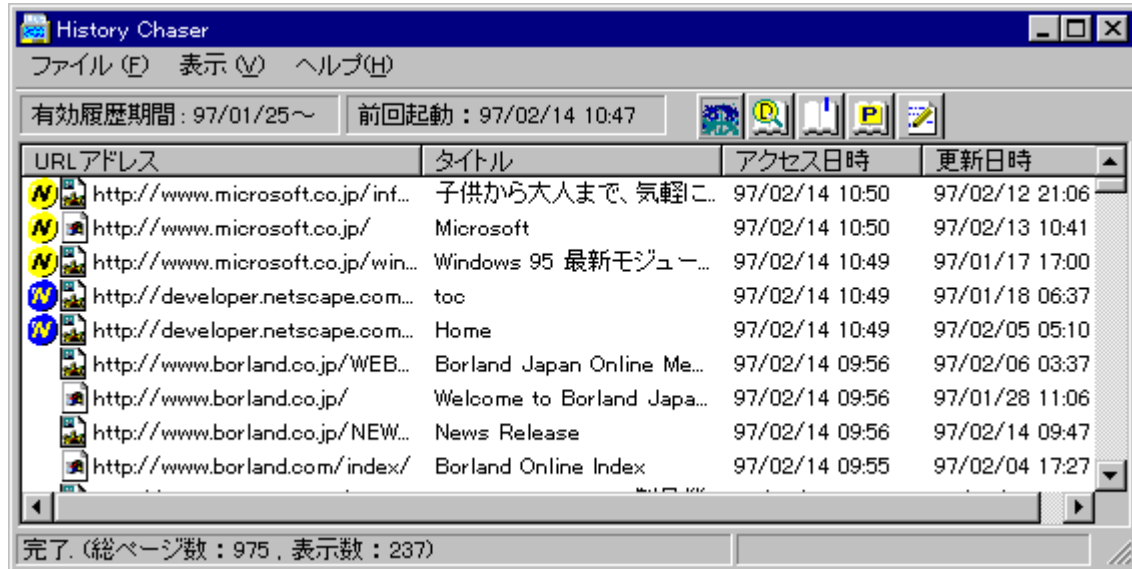 History Chaser
ファイル(F) 表示(V) ヘルプ(H)
有効履歴期間 : 97/01/25～ 前回起動 : 97/02/14 10:47
URLアドレス タイトル アクセス日時 更新日時
http://www.microsoft.co.jp/inf... 子供から大人まで、気軽に... 97/02/14 10:50 97/02/12 21:06
http://www.microsoft.co.jp/ Microsoft 97/02/14 10:50 97/02/13 10:41
http://www.microsoft.co.jp/win... Windows 95 最新モジュー... 97/02/14 10:49 97/01/17 17:00
http://developer.netscape.com... toc 97/02/14 10:49 97/01/18 06:37
http://developer.netscape.com... Home 97/02/14 10:49 97/02/05 05:10
http://www.borland.co.jp/WEB... Borland Japan Online Me... 97/02/14 09:56 97/02/06 03:37
http://www.borland.co.jp/ Welcome to Borland Japa... 97/02/14 09:56 97/01/28 11:06
http://www.borland.co.jp/NEW... News Release 97/02/14 09:56 97/02/14 09:47
http://www.borland.com/index/ Borland Online Index 97/02/14 09:55 97/02/04 17:27
完了. (総ページ数 : 975 , 表示数 : 237)